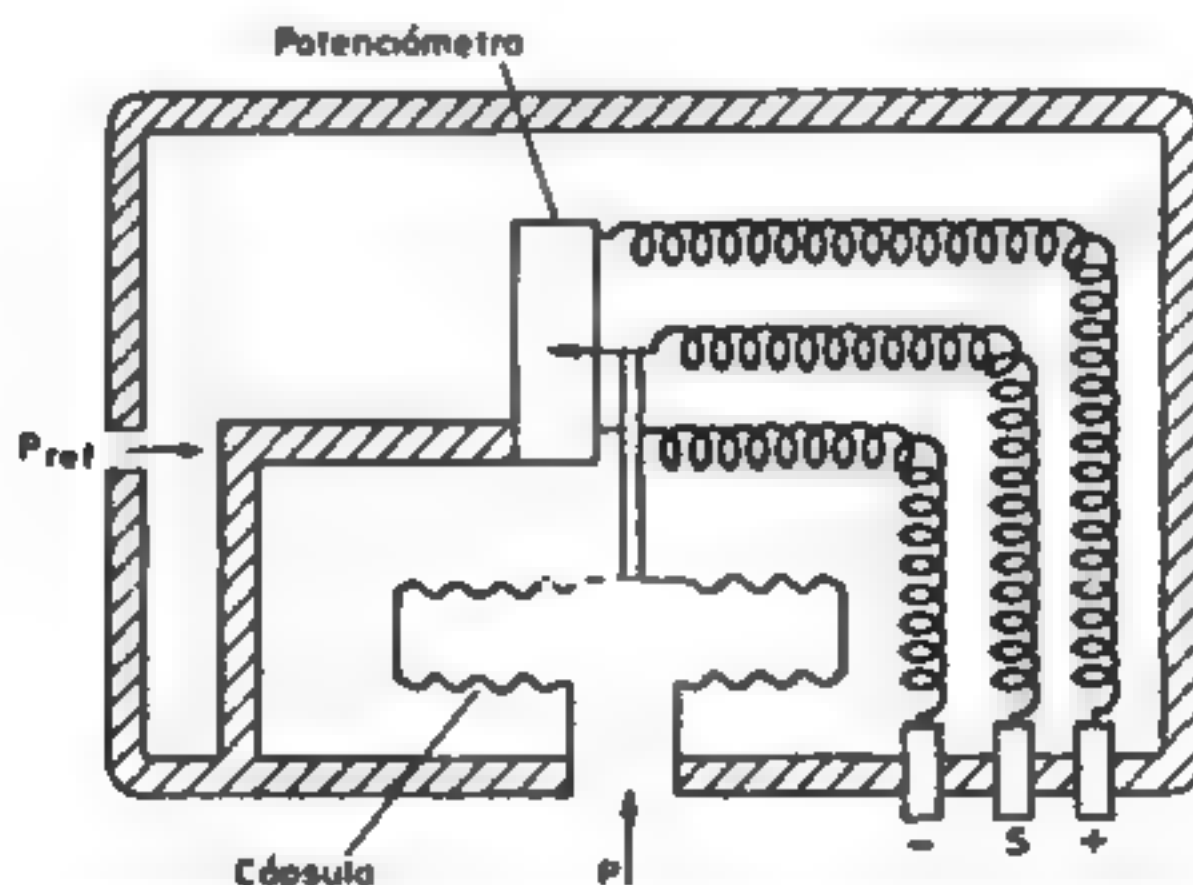 Potenciómetro
Pref
Cápsula
P
- S +